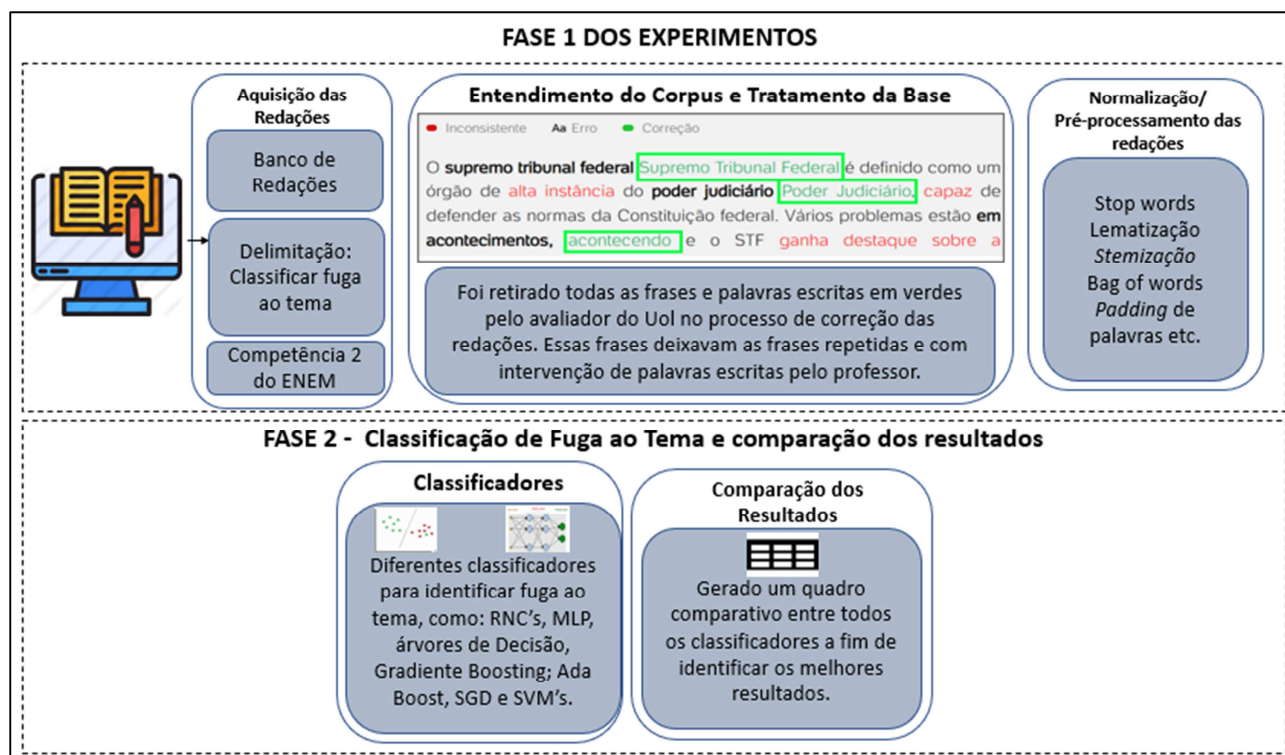 FASE 1 DOS EXPERIMENTOS
Aquisição das
Redações
Banco de
Redações
Delimitação:
Classificar fuga
ao tema
Competência 2
do ENEM
Entendimento do Corpus e Tratamento da Base
Inconsistente Aa Erro Correção
O supremo tribunal federal Supremo Tribunal Federal é definido como um
órgão de alta instância do poder judiciário Poder Judiciário, capaz de
defender as normas da Constituição federal. Vários problemas estão em
acontecimentos, acontecendo e o STF ganha destaque sobre a
Foi retirado todas as frases e palavras escritas em verdes
pelo avaliador do Uol no processo de correção das
redações. Essas frases deixavam as frases repetidas e com
intervenção de palavras escritas pelo professor.
Normalização/
Pré-processamento das
redações
Stop words
Lematização
Stemização
Bag of words
Padding de
palavras etc.
FASE 2 - Classificação de Fuga ao Tema e comparação dos resultados
Classificadores
Diferentes classificadores
para identificar fuga ao
tema, como: RNC's, MLP,
árvores de Decisão,
Gradiente Boosting; Ada
Boost, SGD e SVM's.
Comparação dos
Resultados
Gerado um quadro
comparativo entre todos
os classificadores a fim de
identificar os melhores
resultados.